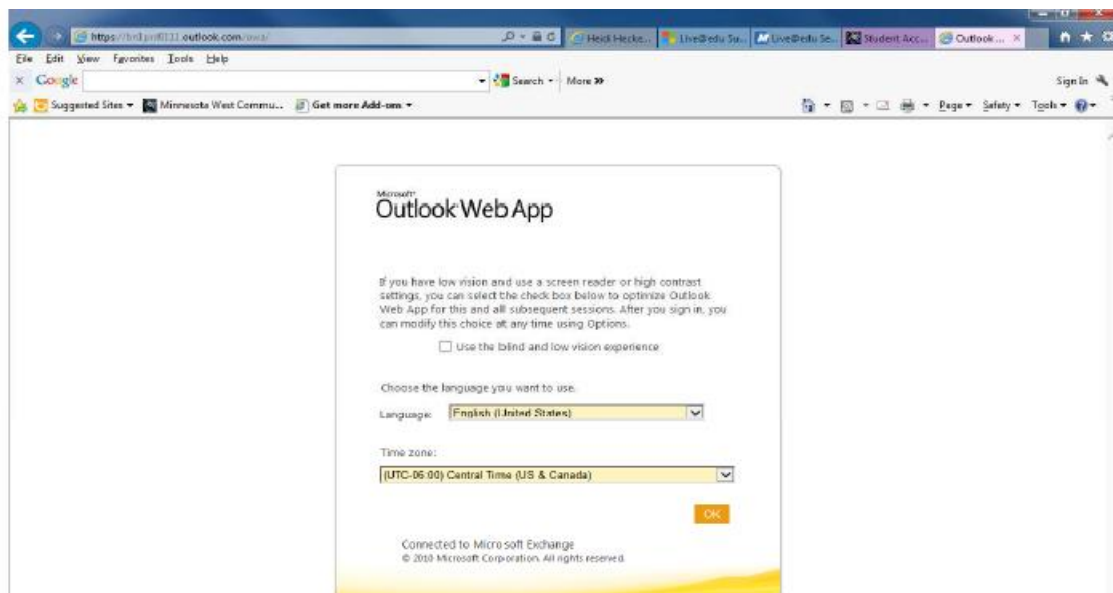 Heidi Hecke...
Live@edu Su...
Live@edu Se...
Student Acc...
Outlook...
File Edit View Favorites Tools Help
Google Search More »
Sign In
Suggested Sites Minnesota West Commu... Get more Add-ons
Page Safety Tools
Microsoft
Outlook Web App
If you have low vision and use a screen reader or high contrast
settings, you can select the check box below to optimize Outlook
Web App for this and all subsequent sessions. After you sign in, you
can modify this choice at any time using Options.
Use the blind and low vision experience
Choose the language you want to use.
Language: English (United States)
Time zone:
(UTC-06:00) Central Time (US & Canada)
OK
Connected to Microsoft Exchange
© 2010 Microsoft Corporation. All rights reserved.